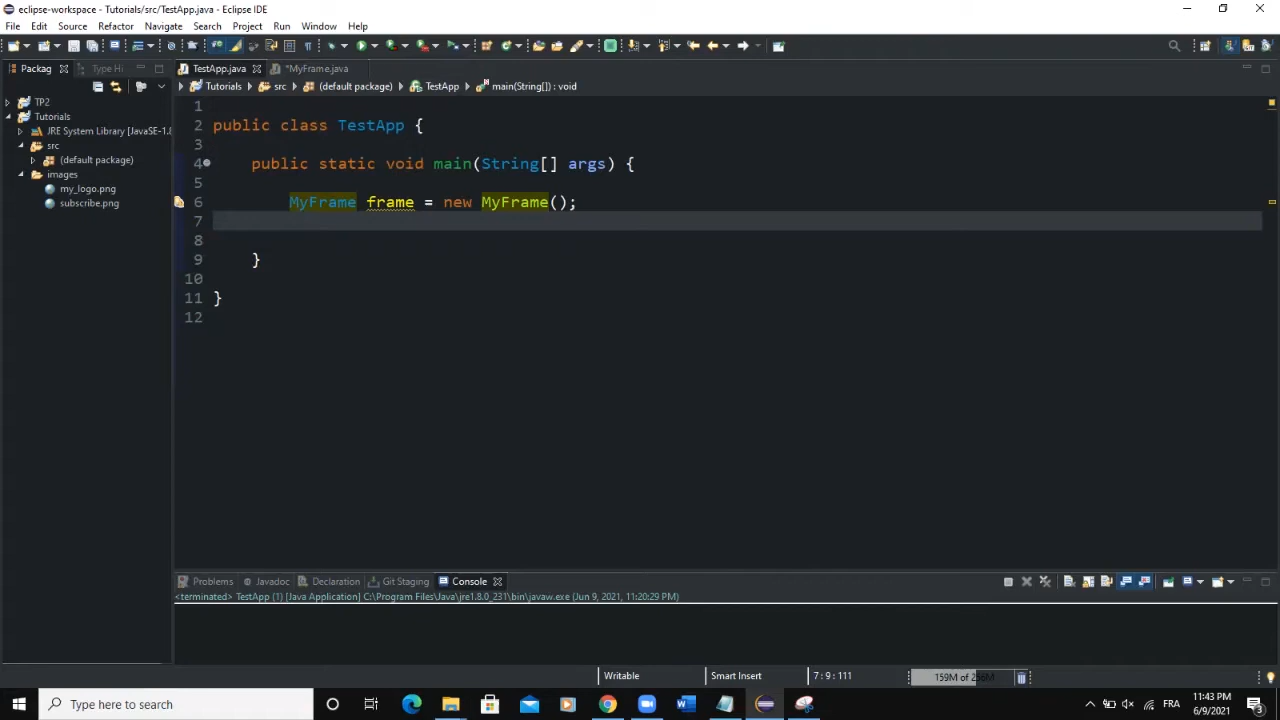 eclipse-workspace - Tutorials/src/TestApp.java - Eclipse IDE
File Edit Source Refactor Navigate Search Project Run Window Help
Packag Type Hi TestApp.java *MyFrame.java
Tutorials src (default package) TestApp main(String[]) : void
TP2
Tutorials
JRE System Library [JavaSE-1.
src
(default package)
images
my_logo.png
subscribe.png
1
2 public class TestApp {
3
4 public static void main(String[] args) {
5
6 MyFrame frame = new MyFrame();
7
8
9 }
10
11 }
12
Problems Javadoc Declaration Git Staging Console
<terminated> TestApp (1) [Java Application] C:\Program Files\Java\jre1.8.0_231\bin\javaw.exe (Jun 9, 2021, 11:20:29 PM)
Writable Smart Insert 7 : 9 : 111 159M of 256M
Type here to search
FRA 11:43 PM
6/9/2021
3